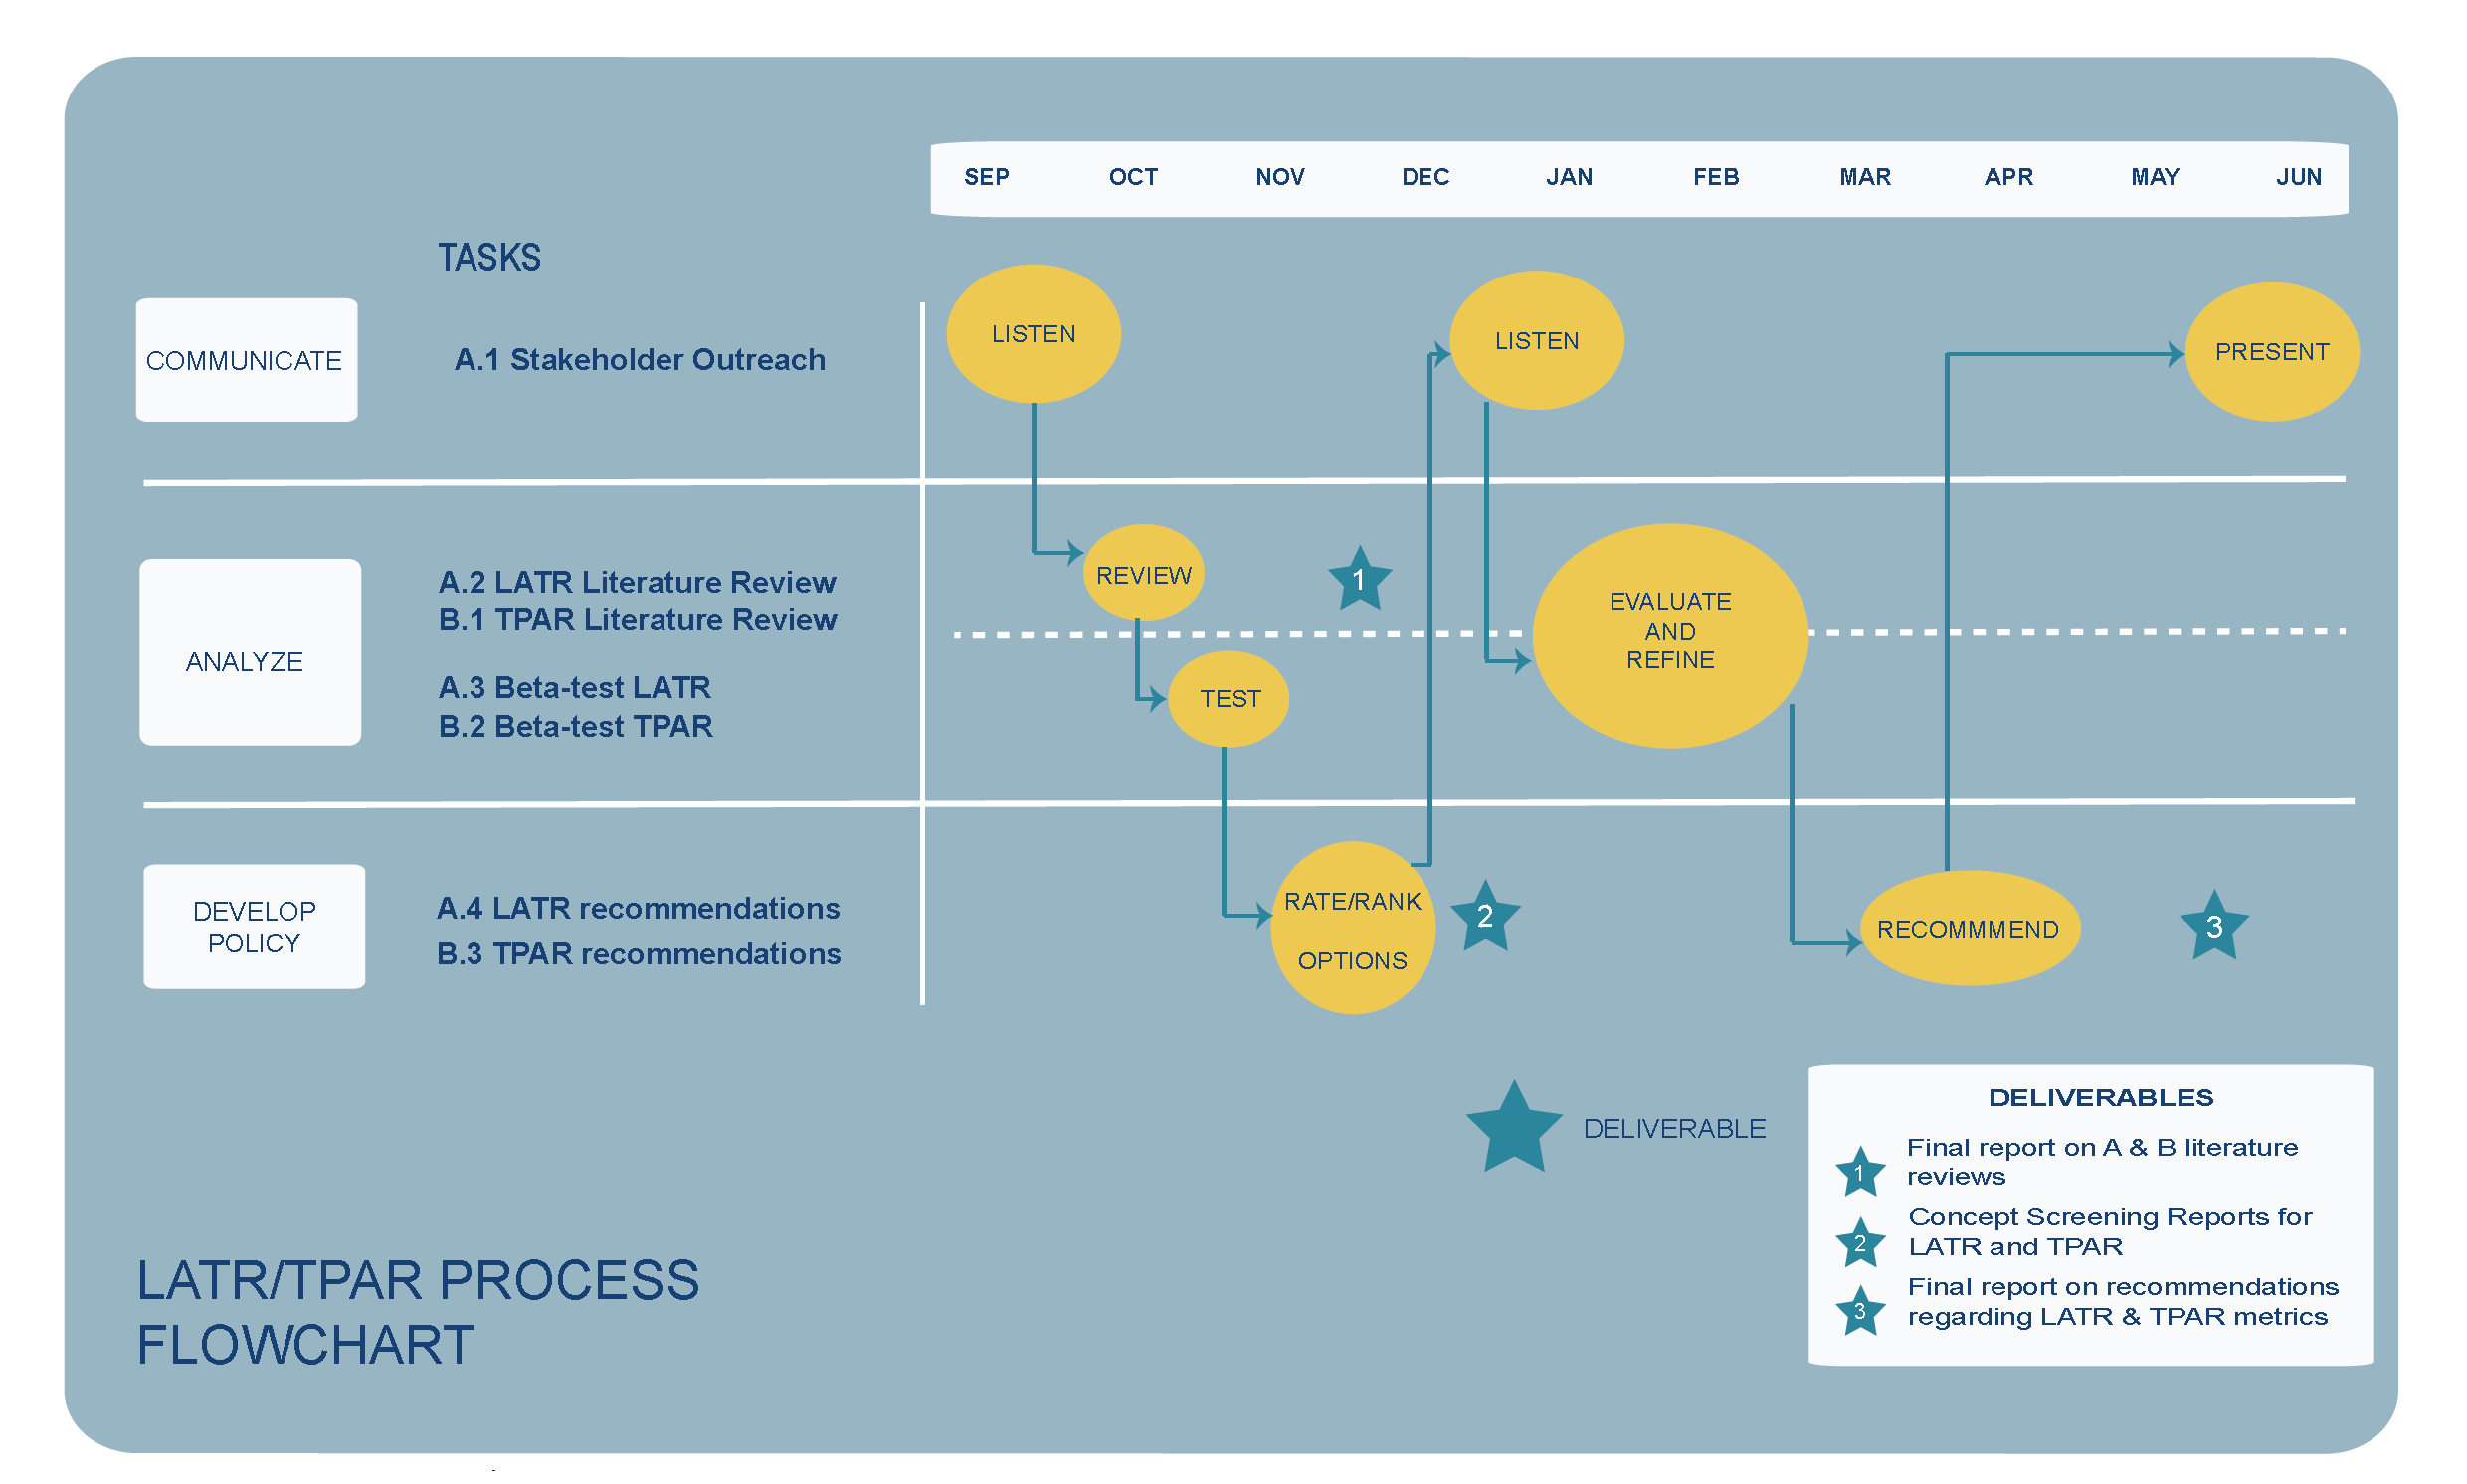 SEP OCT NOV DEC JAN FEB MAR APR MAY JUN
TASKS
COMMUNICATE
A.1 Stakeholder Outreach
LISTEN
LISTEN
PRESENT
ANALYZE
A.2 LATR Literature Review
B.1 TPAR Literature Review
A.3 Beta-test LATR
B.2 Beta-test TPAR
REVIEW
1
TEST
EVALUATE
AND
REFINE
DEVELOP
POLICY
A.4 LATR recommendations
B.3 TPAR recommendations
RATE/RANK
OPTIONS
2
RECOMMMEND
3
DELIVERABLE
DELIVERABLES
1 Final report on A & B literature
reviews
2 Concept Screening Reports for
LATR and TPAR
3 Final report on recommendations
regarding LATR & TPAR metrics
LATR/TPAR PROCESS
FLOWCHART